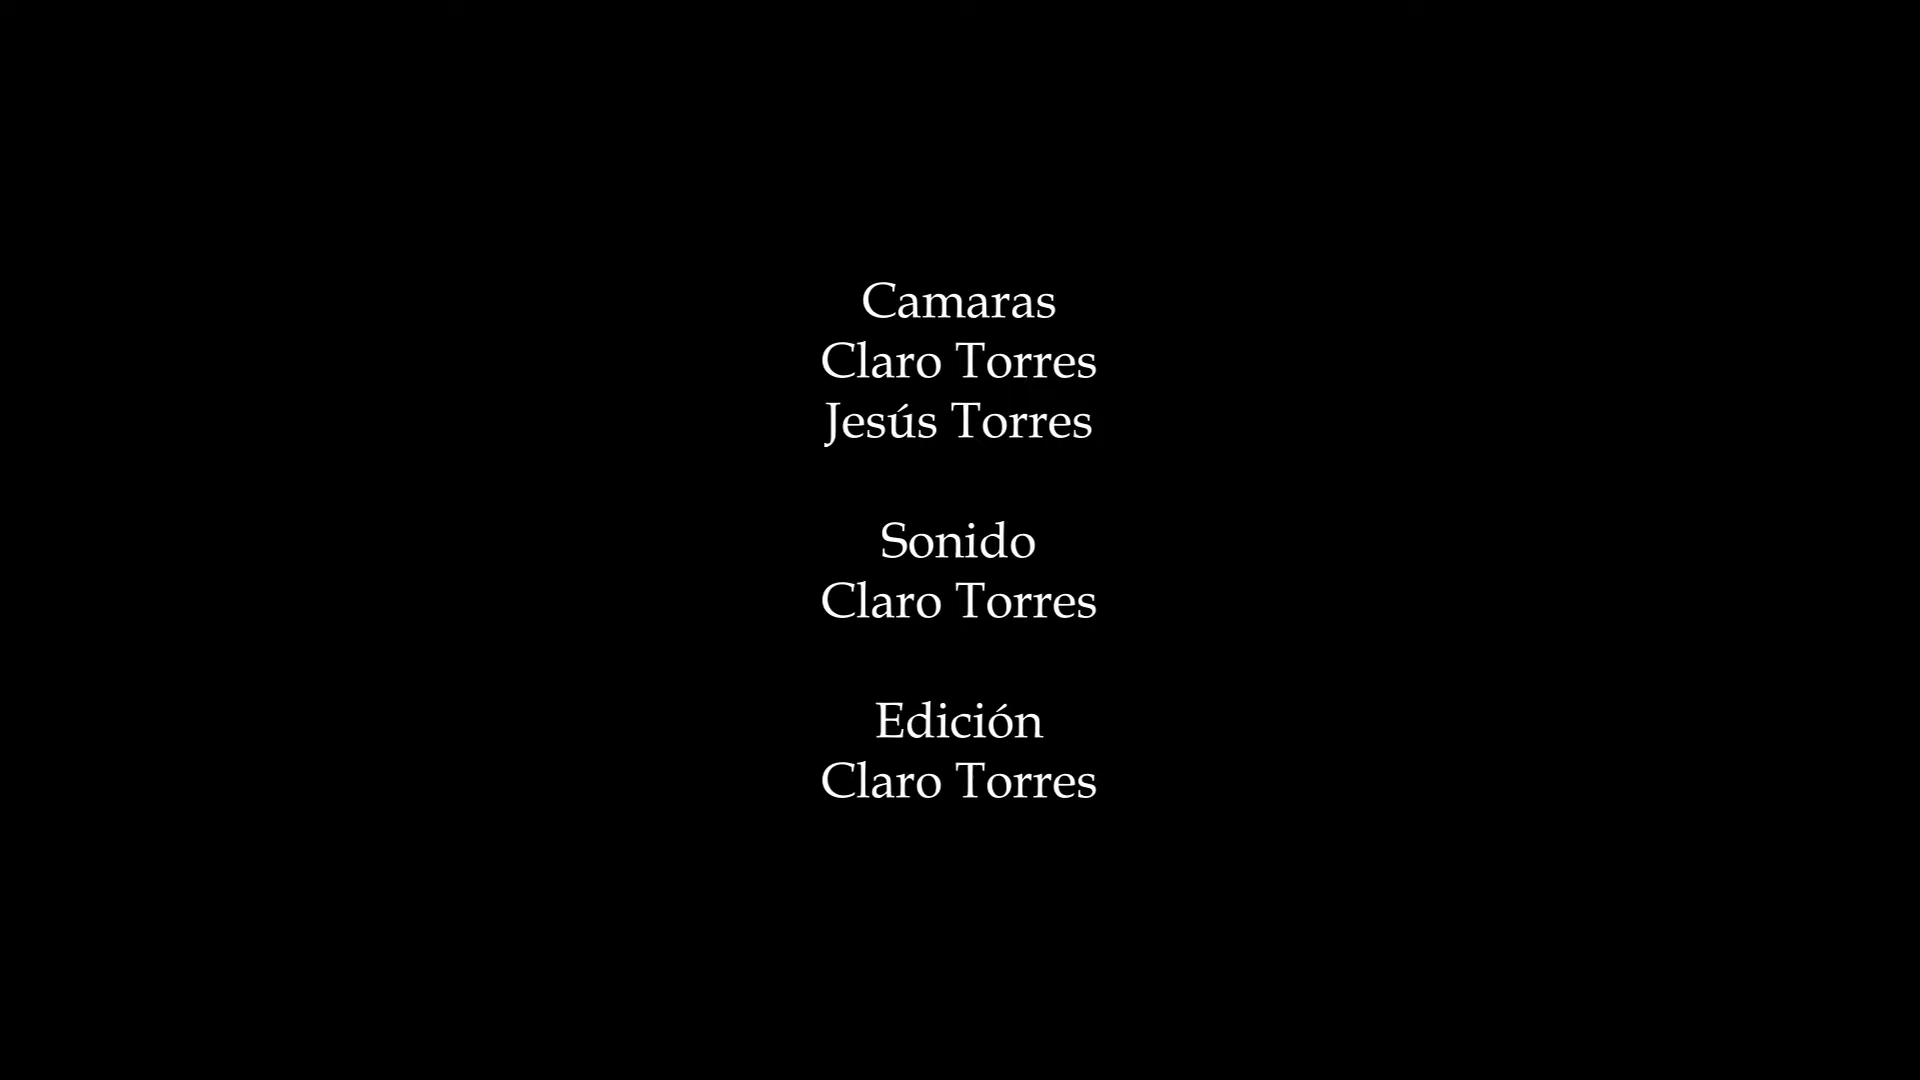 Camaras
Claro Torres
Jesús Torres
Sonido
Claro Torres
Edición
Claro Torres